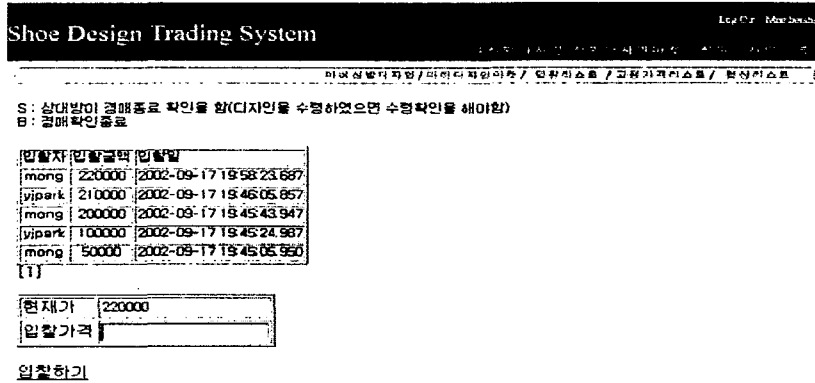 Shoe Design Trading System
S : 상대방이 경매종료 확인을 함(디자인을 수령하였으면 수령확인을 해야함)
B : 경매확인종료
입찰자 입찰금액 입찰일
mong 220000 2002-09-17 19:58:23.687
yjpark 210000 2002-09-17 19:46:05.857
mong 200000 2002-09-17 19:45:43.947
yjpark 100000 2002-09-17 19:45:24.987
mong 50000 2002-09-17 19:45:05.950
[1]
현재가 220000
입찰가격
입찰하기